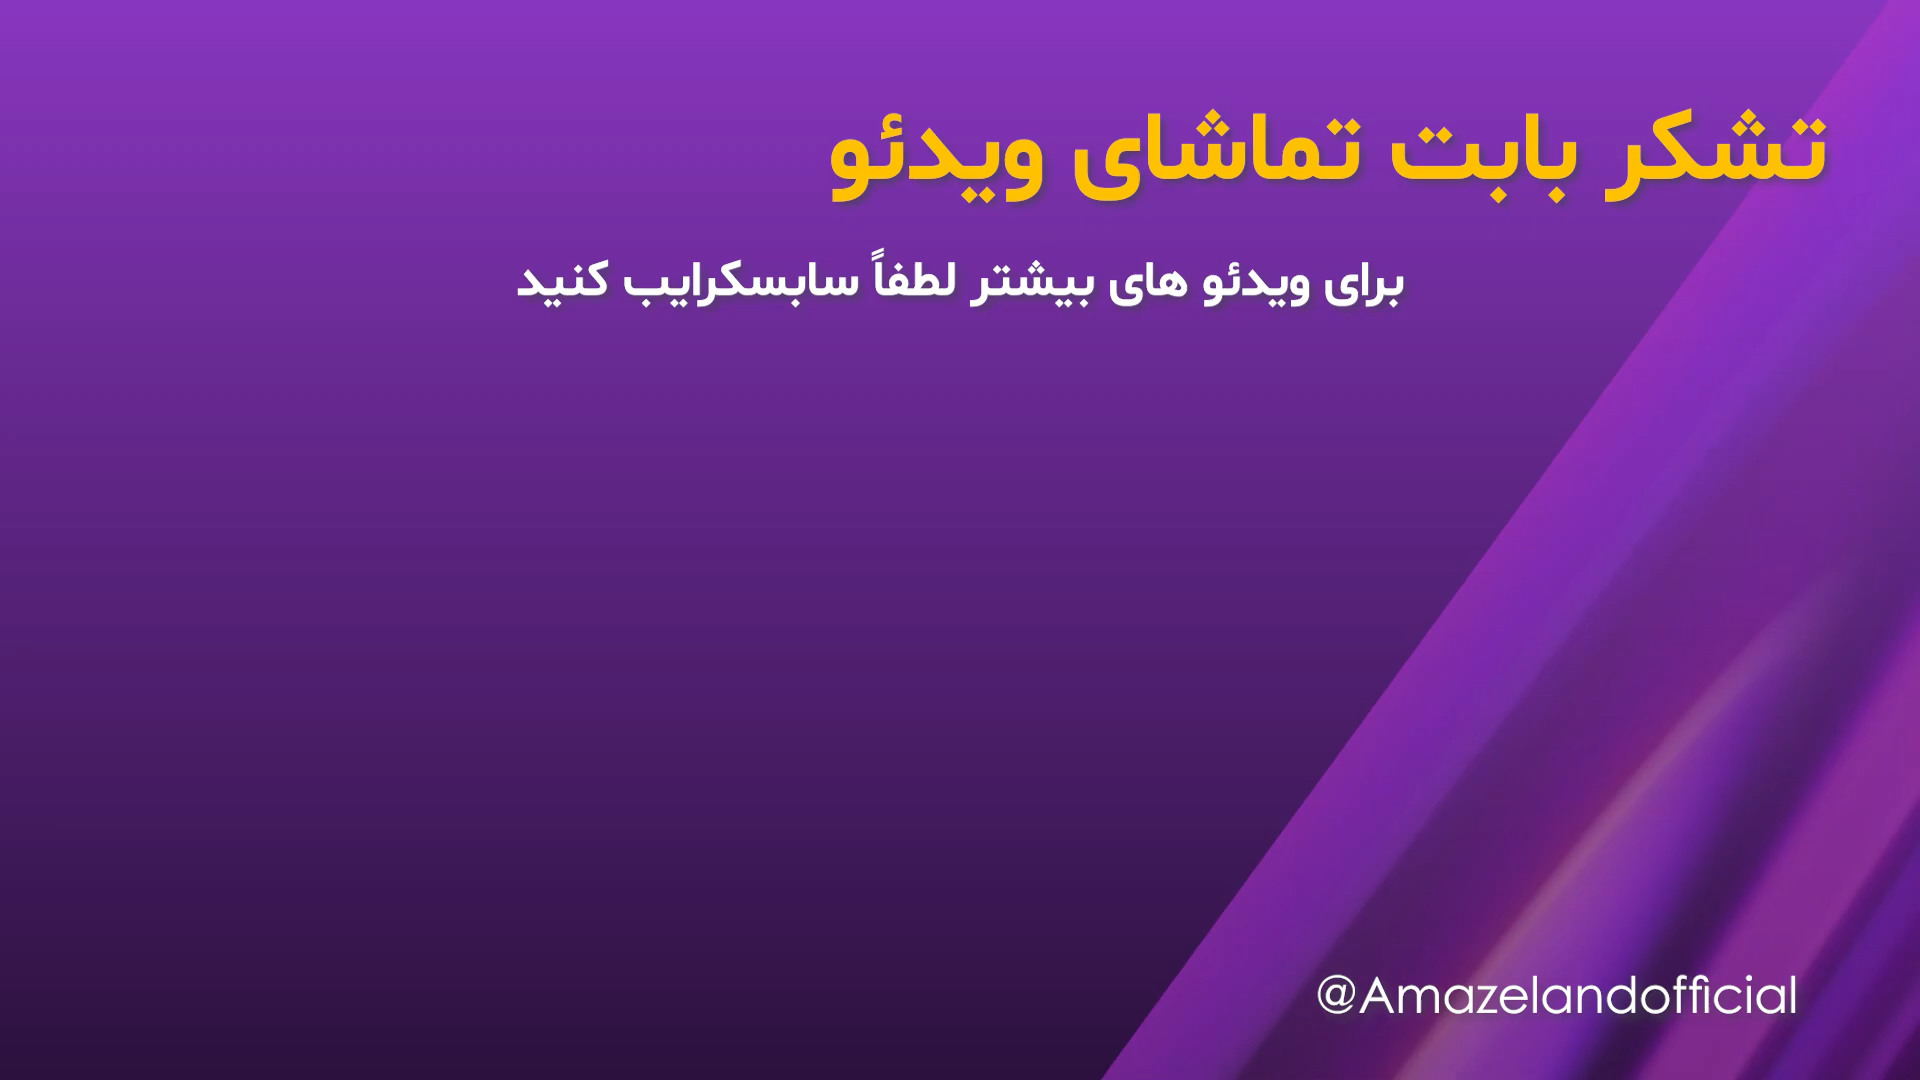 تشکر بابت تماشای ویدئو
برای ویدئو های بیشتر لطفاً سابسکرایب کنید
@Amazelandofficial